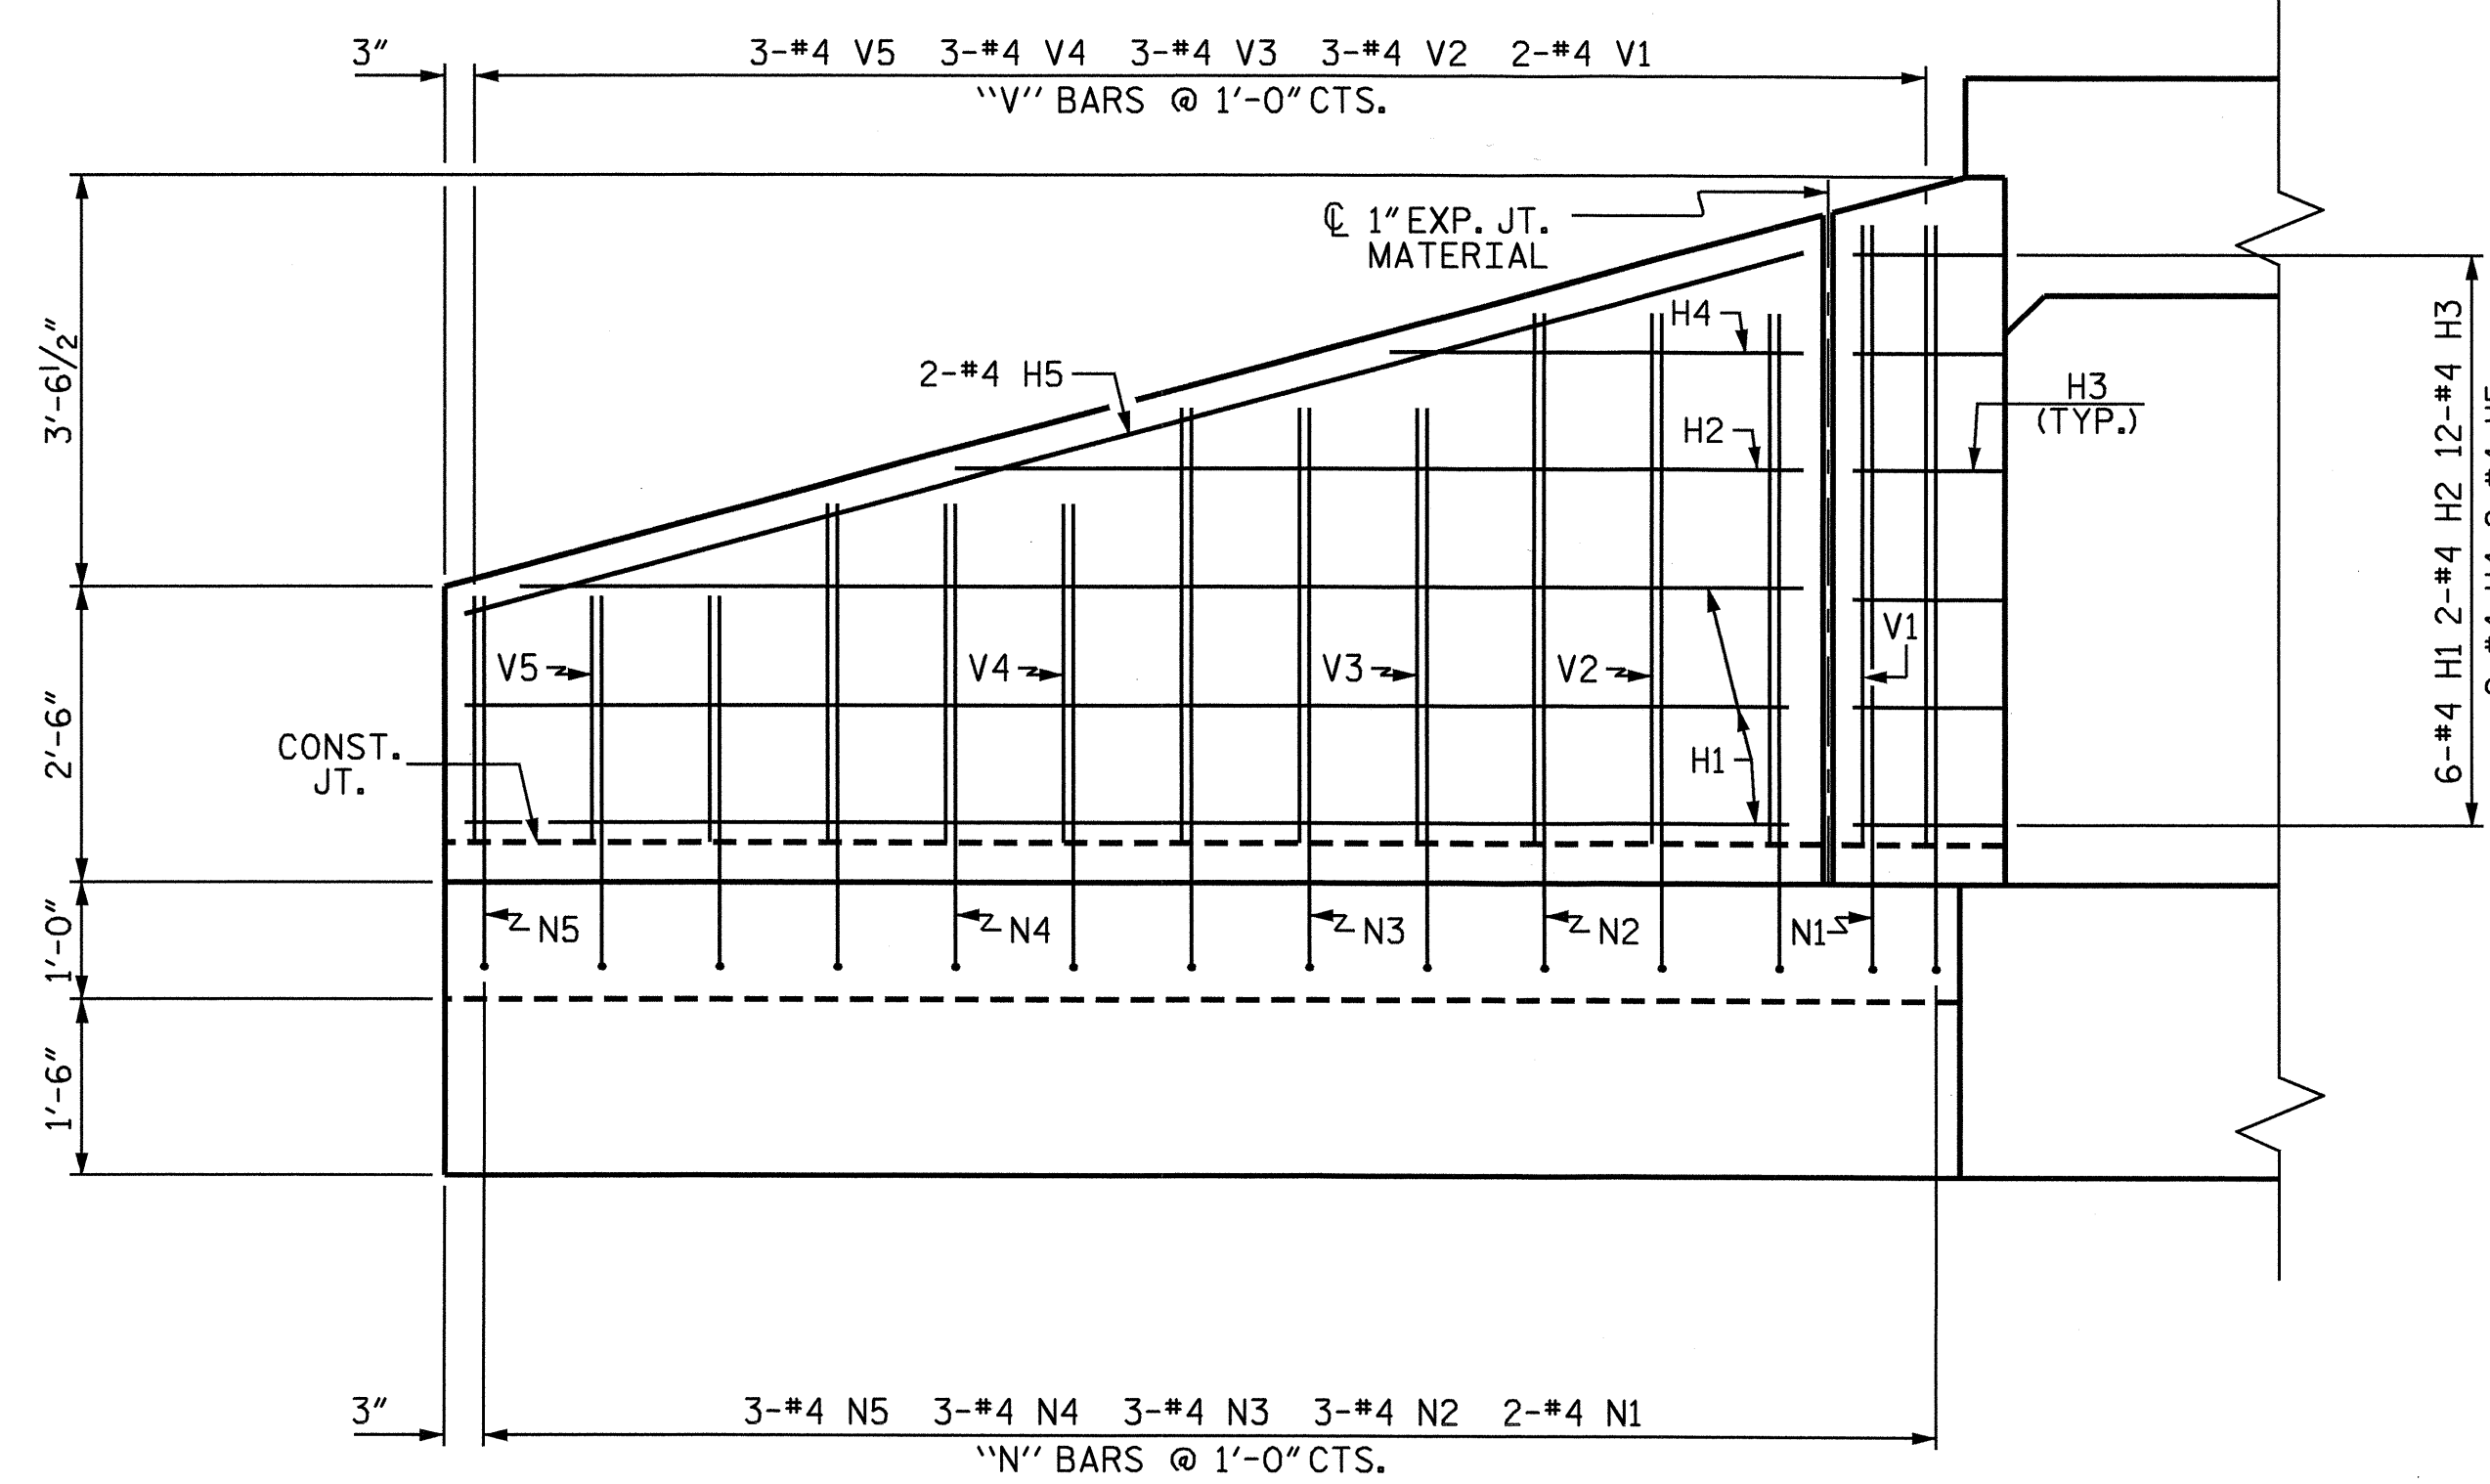 3"
3-#4 V5 3-#4 V4 3-#4 V3 3-#4 V2 2-#4 V1
"V" BARS @ 1'-0" CTS.
℄ 1" EXP. JT.
MATERIAL
3'-6 1/2"
2'-6"
1'-0"
1'-6"
2-#4 H5
H4
H2
H3
(TYP.)
V5
V4
V3
V2
V1
H1
CONST.
JT.
N5
N4
N3
N2
N1
6-#4 H1 2-#4 H2 12-#4 H3
3"
3-#4 N5 3-#4 N4 3-#4 N3 3-#4 N2 2-#4 N1
"N" BARS @ 1'-0" CTS.